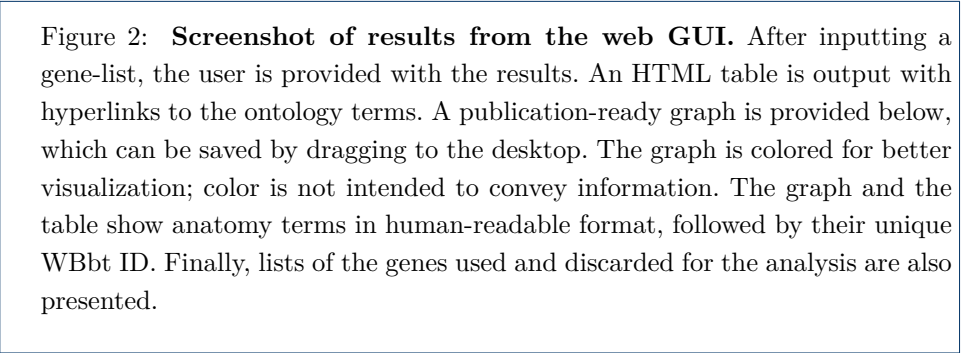 Figure 2: Screenshot of results from the web GUI. After inputting a
gene-list, the user is provided with the results. An HTML table is output with
hyperlinks to the ontology terms. A publication-ready graph is provided below,
which can be saved by dragging to the desktop. The graph is colored for better
visualization; color is not intended to convey information. The graph and the
table show anatomy terms in human-readable format, followed by their unique
WBbt ID. Finally, lists of the genes used and discarded for the analysis are also
presented.